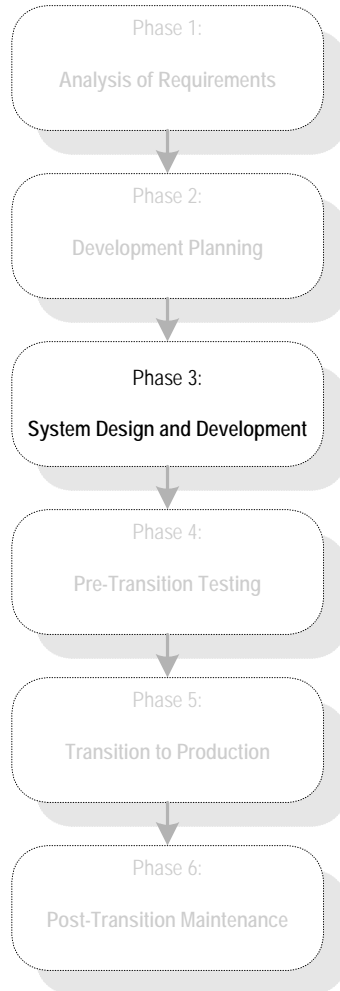 Phase 1:
Analysis of Requirements
Phase 2:
Development Planning
Phase 3:
System Design and Development
Phase 4:
Pre-Transition Testing
Phase 5:
Transition to Production
Phase 6:
Post-Transition Maintenance